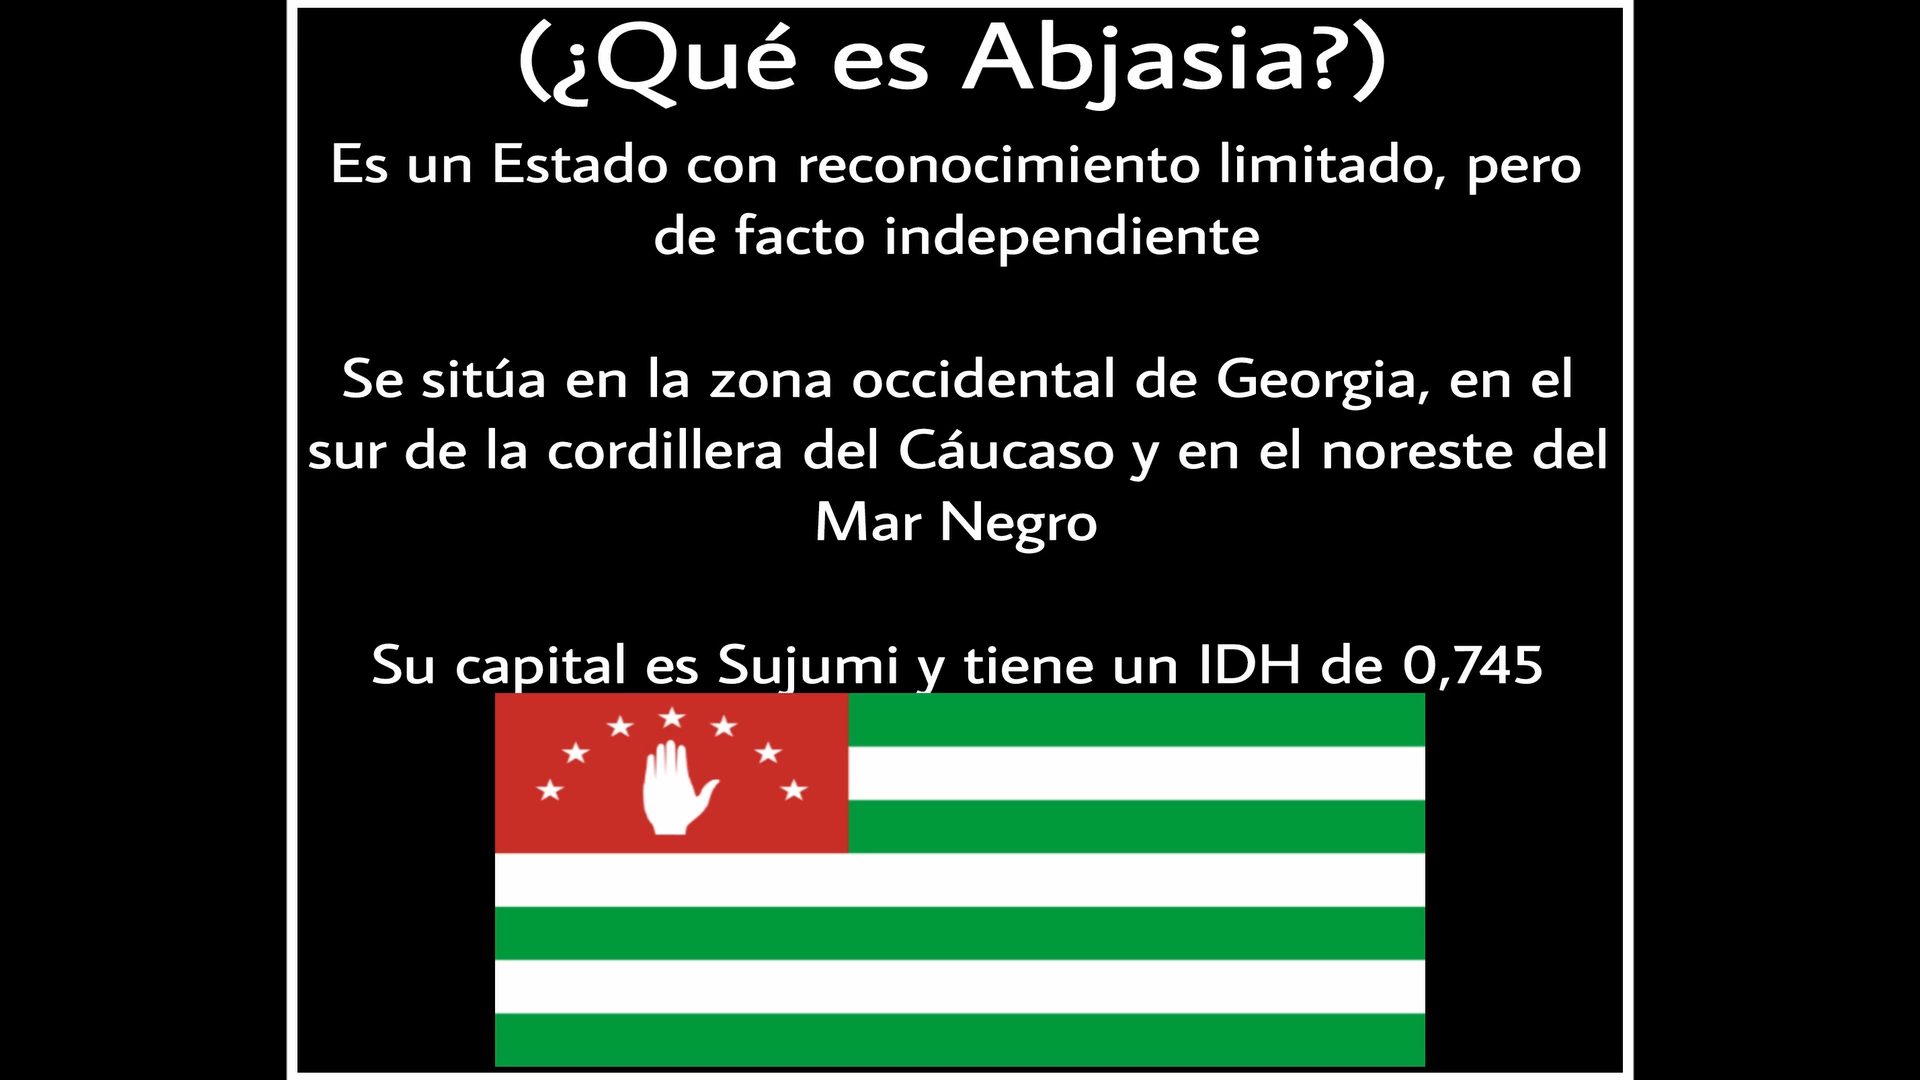 (¿Qué es Abjasia?)
Es un Estado con reconocimiento limitado, pero
de facto independiente
Se sitúa en la zona occidental de Georgia, en el
sur de la cordillera del Cáucaso y en el noreste del
Mar Negro
Su capital es Sujumi y tiene un IDH de 0,745